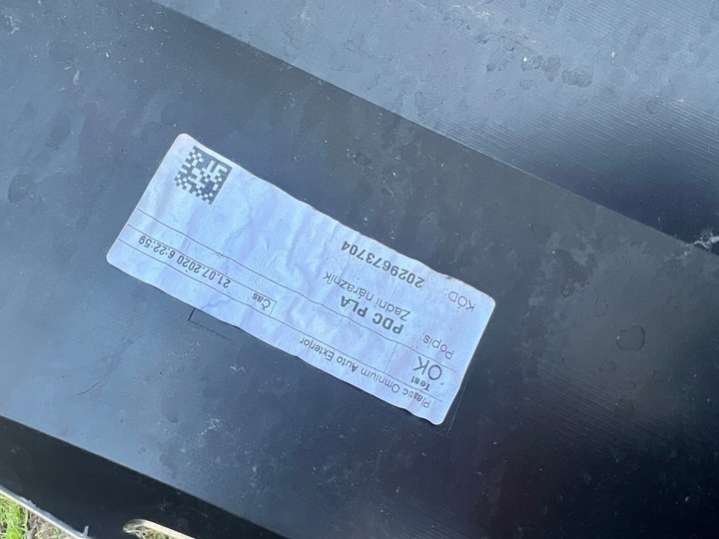 Plastic Omnium Auto Exterior
Test
OK
Čas
21.07.2020 6:22:59
Popis:
PDC PLA
Zadní nárazník
KÓD:
2029673704